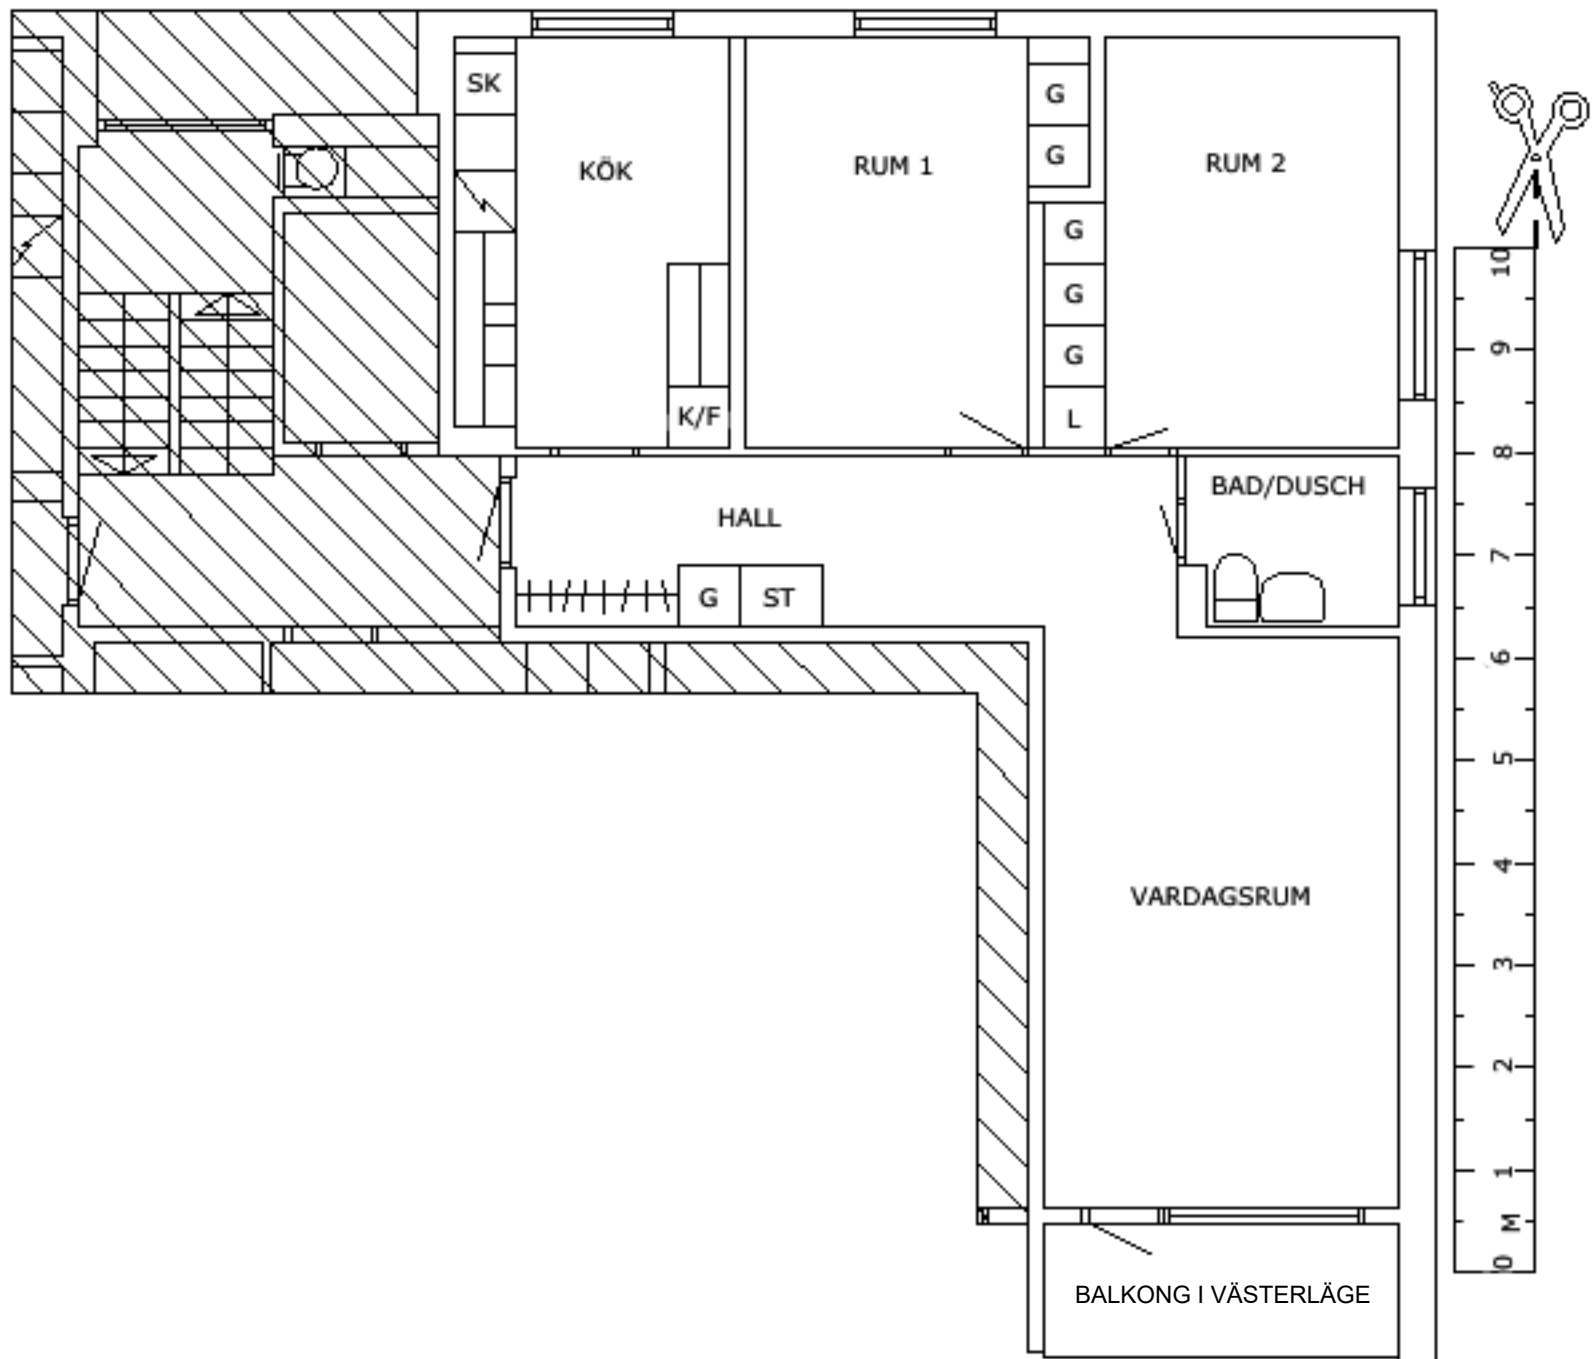 SK
KÖK
RUM 1
G
G
RUM 2
G
G
G
L
K/F
HALL
BAD/DUSCH
G
ST
VARDAGSRUM
BALKONG I VÄSTERLÄGE
10
9
8
7
6
5
4
3
2
1
M
0